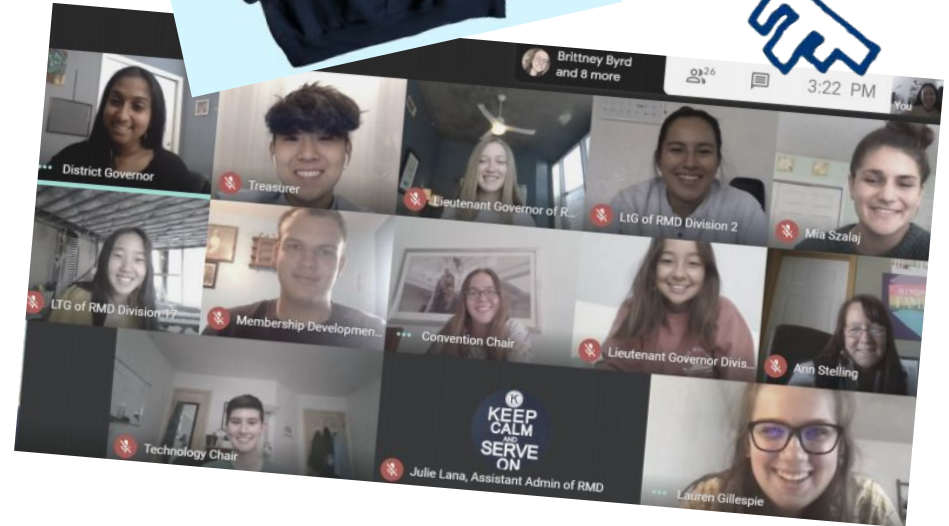 Brittney Byrd
and 8 more
26
3:22 PM
You
District Governor
Treasurer
Lieutenant Governor of R...
LtG of RMD Division 2
Mia Szalaj
LTG of RMD Division 17
Membership Developmen...
Convention Chair
Lieutenant Governor Divis...
Ann Stelling
Technology Chair
K
KEEP
CALM
AND
SERVE
ON
Julie Lana, Assistant Admin of RMD
Lauren Gillespie